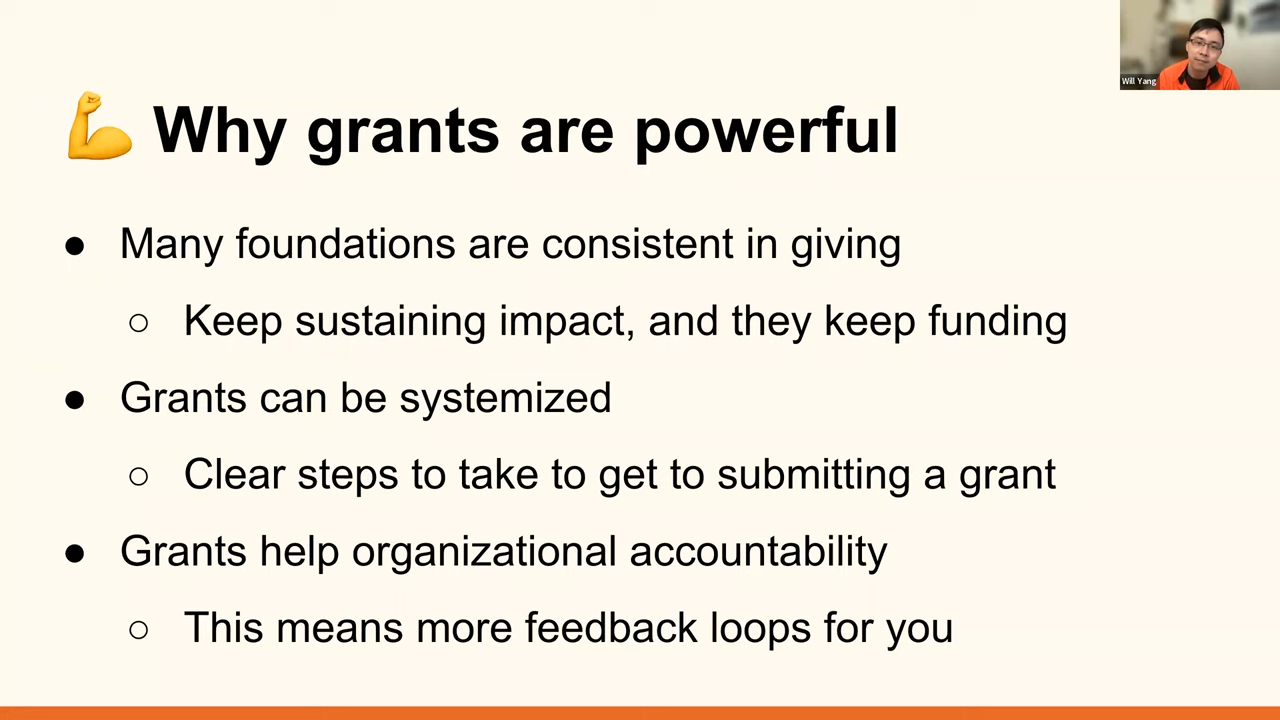 Will Yang
💪 Why grants are powerful
● Many foundations are consistent in giving
○ Keep sustaining impact, and they keep funding
● Grants can be systemized
○ Clear steps to take to get to submitting a grant
● Grants help organizational accountability
○ This means more feedback loops for you